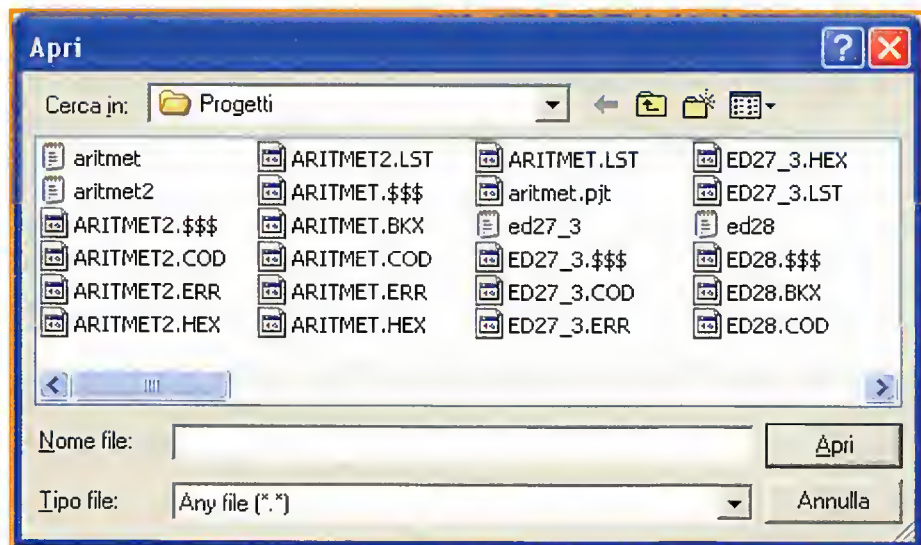 Apri
Cerca in: Progetti
aritmet ARITMET2.LST ARITMET.LST ED27_3.HEX
aritmet2 ARITMET.$$$ aritmet.pjt ED27_3.LST
ARITMET2.$$$ ARITMET.BKX ed27_3 ed28
ARITMET2.COD ARITMET.COD ED27_3.$$$ ED28.$$$
ARITMET2.ERR ARITMET.ERR ED27_3.COD ED28.BKX
ARITMET2.HEX ARITMET.HEX ED27_3.ERR ED28.COD
Nome file: Apri
Tipo file: Any file (*.*) Annulla